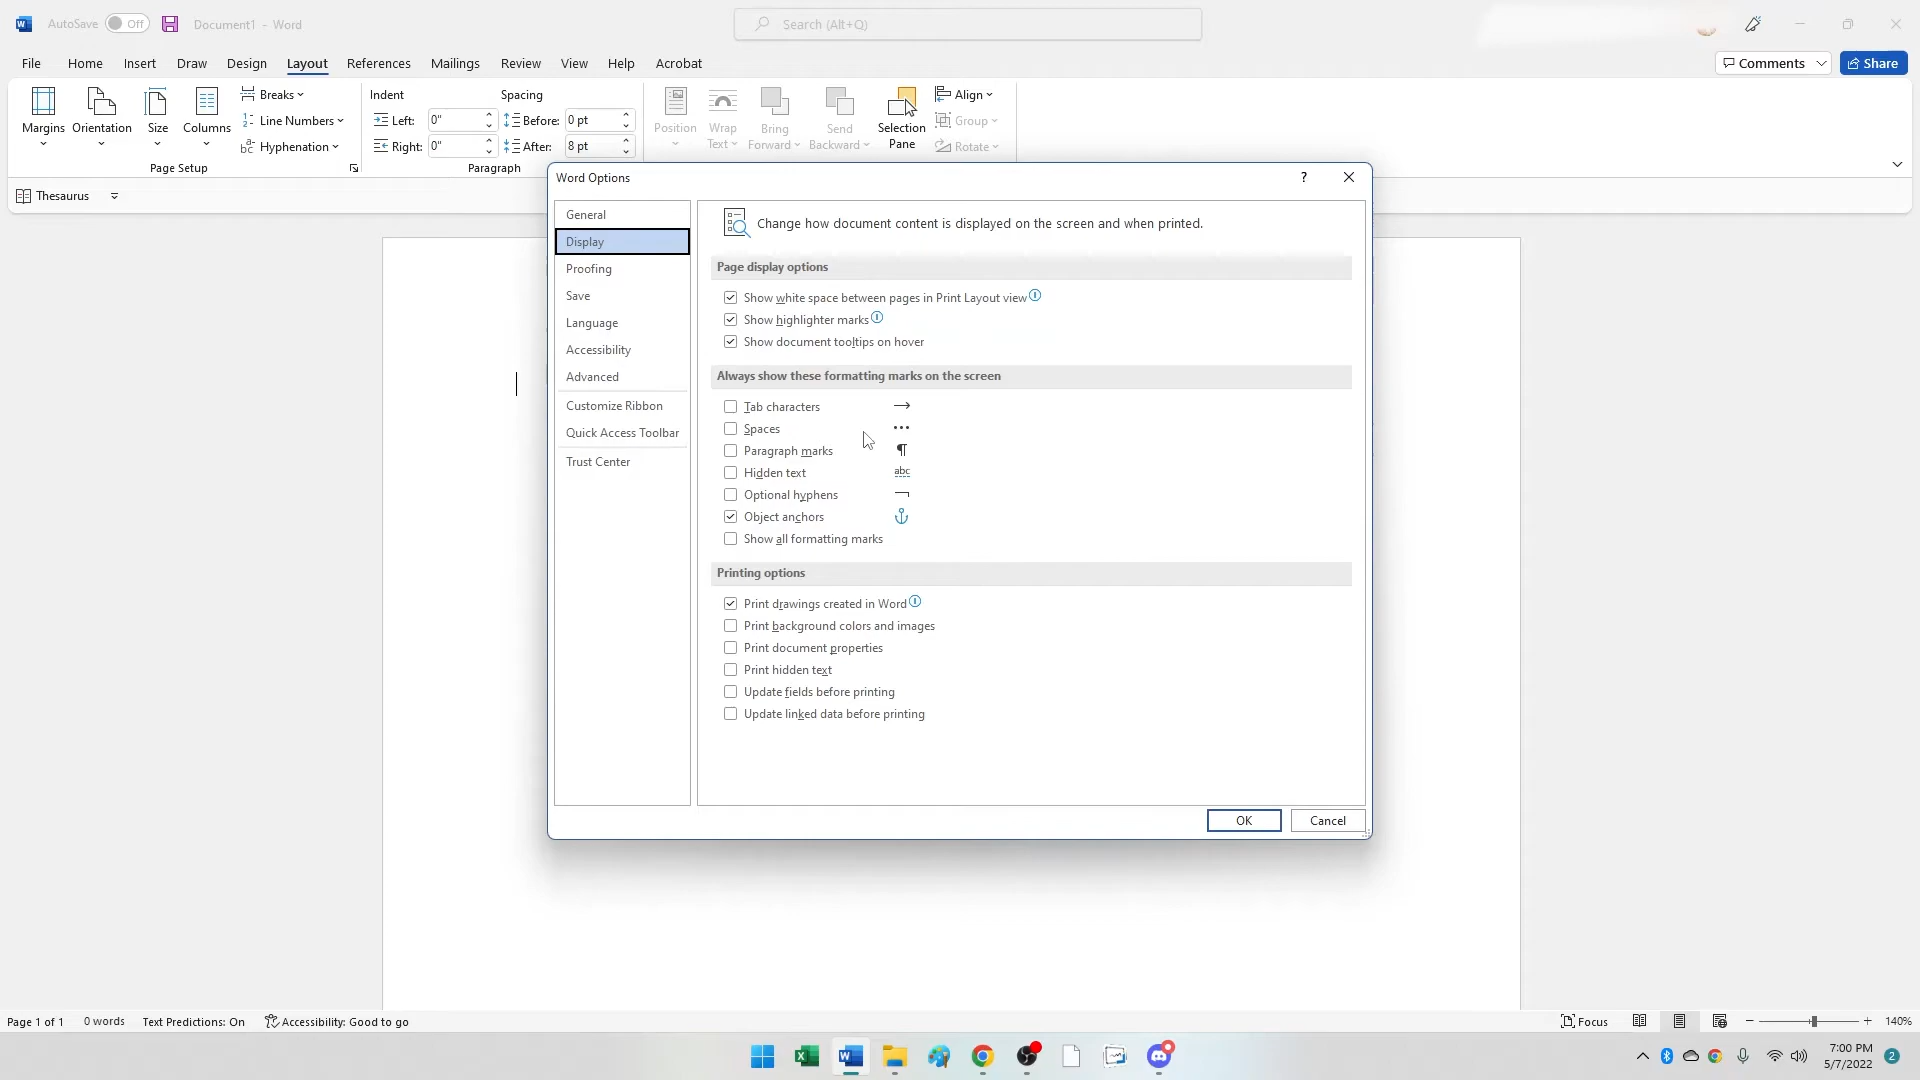 AutoSave Off Document1 - Word
Search (Alt+Q)
File Home Insert Draw Design Layout References Mailings Review View Help Acrobat
Comments Share
Margins Orientation Size Columns
Breaks
Line Numbers
Hyphenation
Page Setup
Indent Spacing
Left: 0" Before: 0 pt
Right: 0" After: 8 pt
Paragraph
Position Wrap Text Bring Forward Send Backward Selection Pane
Align
Group
Rotate
Thesaurus
Word Options
General
Display
Proofing
Save
Language
Accessibility
Advanced
Customize Ribbon
Quick Access Toolbar
Trust Center
Change how document content is displayed on the screen and when printed.
Page display options
Show white space between pages in Print Layout view
Show highlighter marks
Show document tooltips on hover
Always show these formatting marks on the screen
Tab characters →
Spaces •••
Paragraph marks ¶
Hidden text abc
Optional hyphens ¬
Object anchors
Show all formatting marks
Printing options
Print drawings created in Word
Print background colors and images
Print document properties
Print hidden text
Update fields before printing
Update linked data before printing
OK Cancel
Page 1 of 1 0 words Text Predictions: On Accessibility: Good to go
Focus 140%
7:00 PM
5/7/2022
2